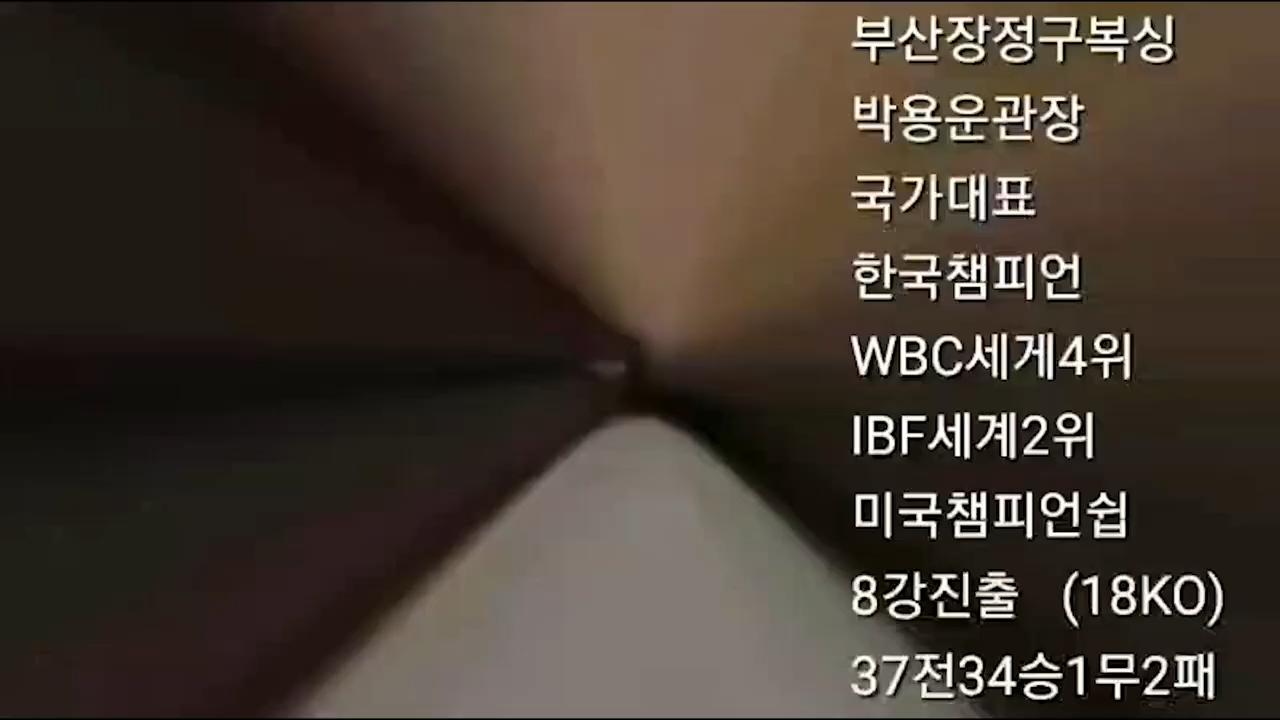 부산장정구복싱
박용운관장
국가대표
한국챔피언
WBC세게4위
IBF세계2위
미국챔피언쉽
8강진출 (18KO)
37전34승1무2패